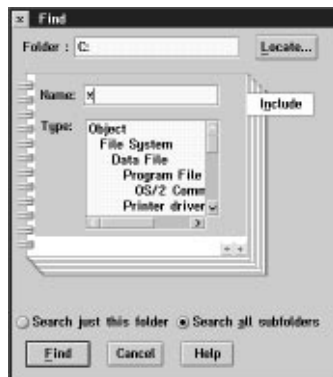 Find
Folder : C:
Locate...
Name: *
Include
Type:
Object
File System
Data File
Program File
OS/2 Comm
Printer driver
Search just this folder
Search all subfolders
Find
Cancel
Help